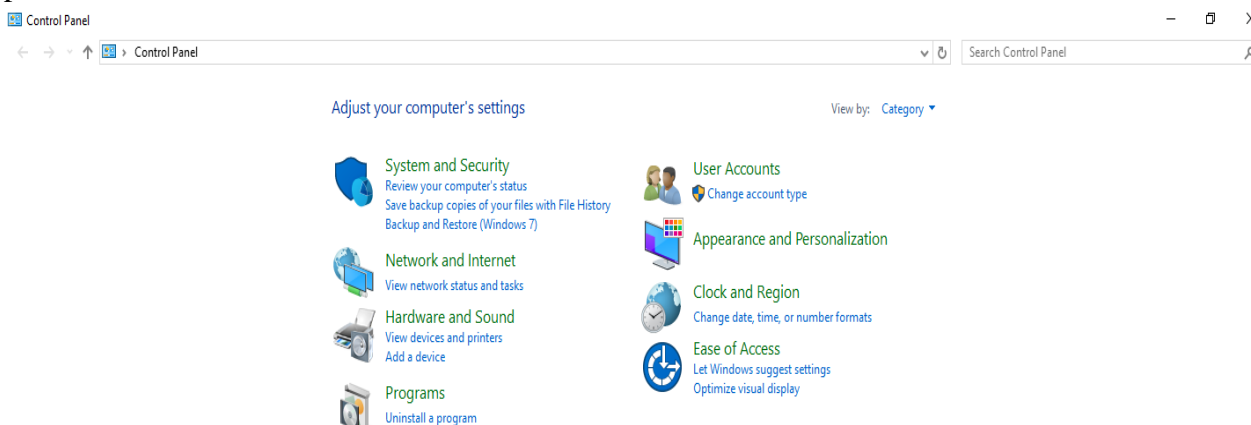 Control Panel
Control Panel
Search Control Panel
Adjust your computer's settings
View by: Category
System and Security
Review your computer's status
Save backup copies of your files with File History
Backup and Restore (Windows 7)
Network and Internet
View network status and tasks
Hardware and Sound
View devices and printers
Add a device
Programs
Uninstall a program
User Accounts
Change account type
Appearance and Personalization
Clock and Region
Change date, time, or number formats
Ease of Access
Let Windows suggest settings
Optimize visual display